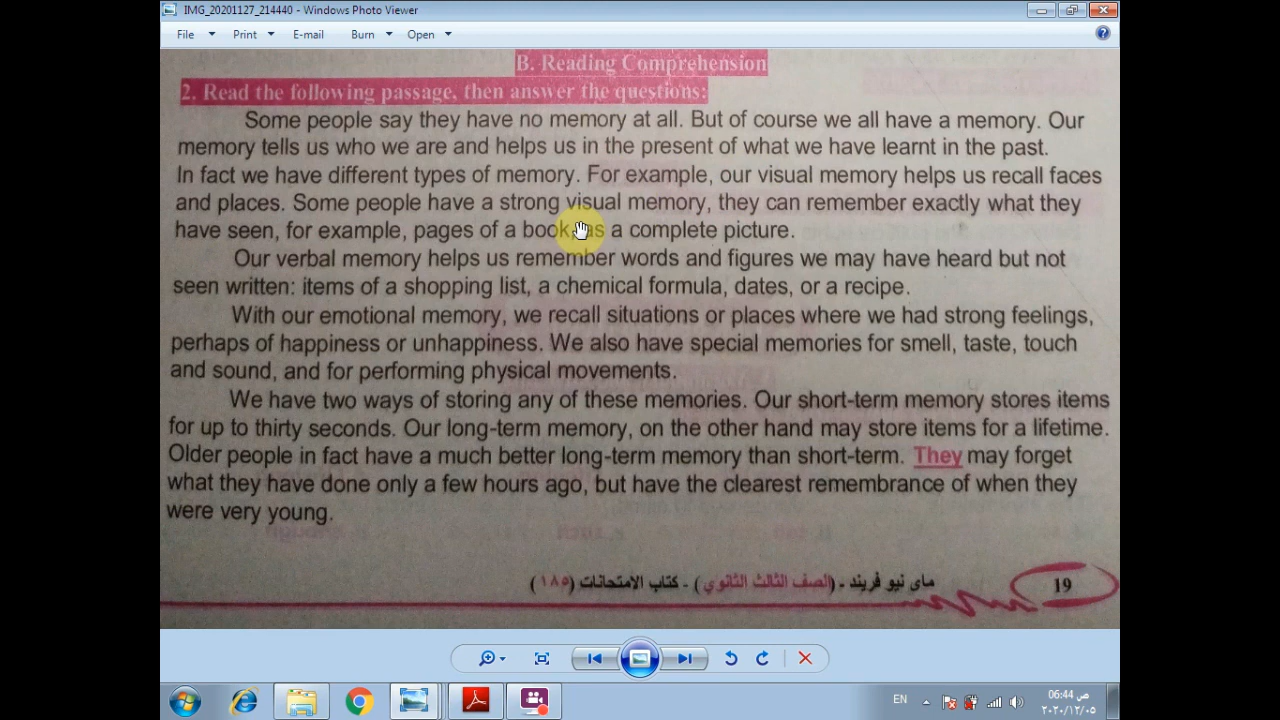 IMG_20201127_214440 - Windows Photo Viewer
File Print E-mail Burn Open
B. Reading Comprehension
2. Read the following passage, then answer the questions:
Some people say they have no memory at all. But of course we all have a memory. Our
memory tells us who we are and helps us in the present of what we have learnt in the past.
In fact we have different types of memory. For example, our visual memory helps us recall faces
and places. Some people have a strong visual memory, they can remember exactly what they
have seen, for example, pages of a book, as a complete picture.
Our verbal memory helps us remember words and figures we may have heard but not
seen written: items of a shopping list, a chemical formula, dates, or a recipe.
With our emotional memory, we recall situations or places where we had strong feelings,
perhaps of happiness or unhappiness. We also have special memories for smell, taste, touch
and sound, and for performing physical movements.
We have two ways of storing any of these memories. Our short-term memory stores items
for up to thirty seconds. Our long-term memory, on the other hand may store items for a lifetime.
Older people in fact have a much better long-term memory than short-term. They may forget
what they have done only a few hours ago, but have the clearest remembrance of when they
were very young.
ماى نيو فريند - (الصف الثالث الثانوي) - كتاب الامتحانات (١٨٥)
19
EN
06:44 ص
٢٠٢٠/١٢/٠٥